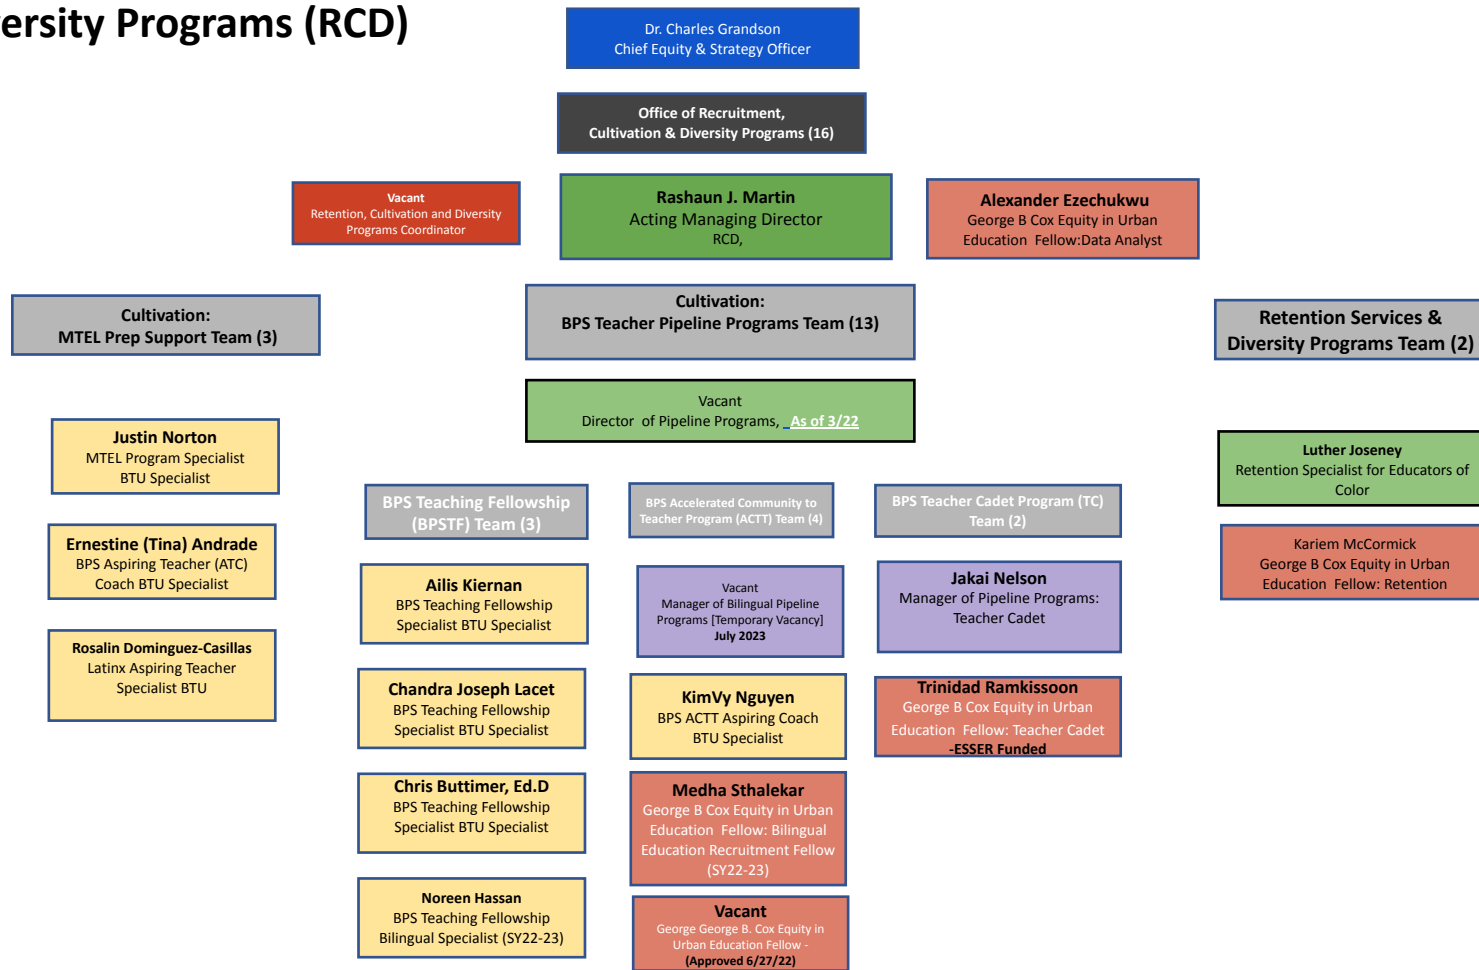 ersity Programs (RCD)
Dr. Charles Grandson
Chief Equity & Strategy Officer
Office of Recruitment,
Cultivation & Diversity Programs (16)
Vacant
Retention, Cultivation and Diversity
Programs Coordinator
Rashaun J. Martin
Acting Managing Director
RCD,
Alexander Ezechukwu
George B Cox Equity in Urban
Education Fellow:Data Analyst
Cultivation:
MTEL Prep Support Team (3)
Cultivation:
BPS Teacher Pipeline Programs Team (13)
Retention Services &
Diversity Programs Team (2)
Vacant
Director of Pipeline Programs, _As of 3/22
Justin Norton
MTEL Program Specialist
BTU Specialist
Ernestine (Tina) Andrade
BPS Aspiring Teacher (ATC)
Coach BTU Specialist
Rosalin Dominguez-Casillas
Latinx Aspiring Teacher
Specialist BTU
BPS Teaching Fellowship
(BPSTF) Team (3)
Ailis Kiernan
BPS Teaching Fellowship
Specialist BTU Specialist
Chandra Joseph Lacet
BPS Teaching Fellowship
Specialist BTU Specialist
Chris Buttimer, Ed.D
BPS Teaching Fellowship
Specialist BTU Specialist
Noreen Hassan
BPS Teaching Fellowship
Bilingual Specialist (SY22-23)
BPS Accelerated Community to
Teacher Program (ACTT) Team (4)
Vacant
Manager of Bilingual Pipeline
Programs [Temporary Vacancy]
July 2023
KimVy Nguyen
BPS ACTT Aspiring Coach
BTU Specialist
Medha Sthalekar
George B Cox Equity in Urban
Education Fellow: Bilingual
Education Recruitment Fellow
(SY22-23)
Vacant
George George B. Cox Equity in
Urban Education Fellow -
(Approved 6/27/22)
BPS Teacher Cadet Program (TC)
Team (2)
Jakai Nelson
Manager of Pipeline Programs:
Teacher Cadet
Trinidad Ramkissoon
George B Cox Equity in Urban
Education Fellow: Teacher Cadet
-ESSER Funded
Luther Joseney
Retention Specialist for Educators of
Color
Kariem McCormick
George B Cox Equity in Urban
Education Fellow: Retention